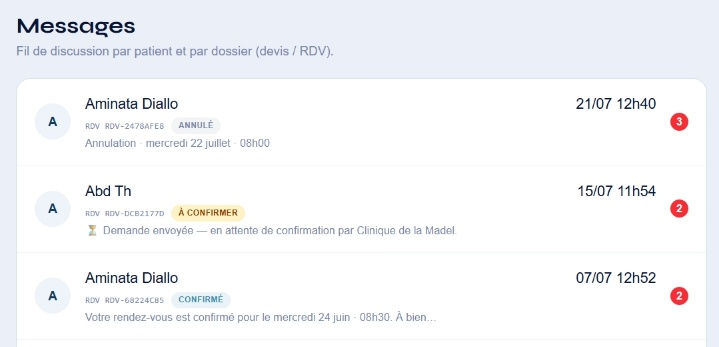 Messages
Fil de discussion par patient et par dossier (devis / RDV).
A
Aminata Diallo
21/07 12h40
RDV RDV-2478AFE8 ANNULÉ
3
Annulation · mercredi 22 juillet · 08h00
A
Abd Th
15/07 11h54
RDV RDV-DCB2177D À CONFIRMER
2
⏳ Demande envoyée — en attente de confirmation par Clinique de la Madel.
A
Aminata Diallo
07/07 12h52
RDV RDV-68224C85 CONFIRMÉ
2
Votre rendez-vous est confirmé pour le mercredi 24 juin · 08h30. À bien...